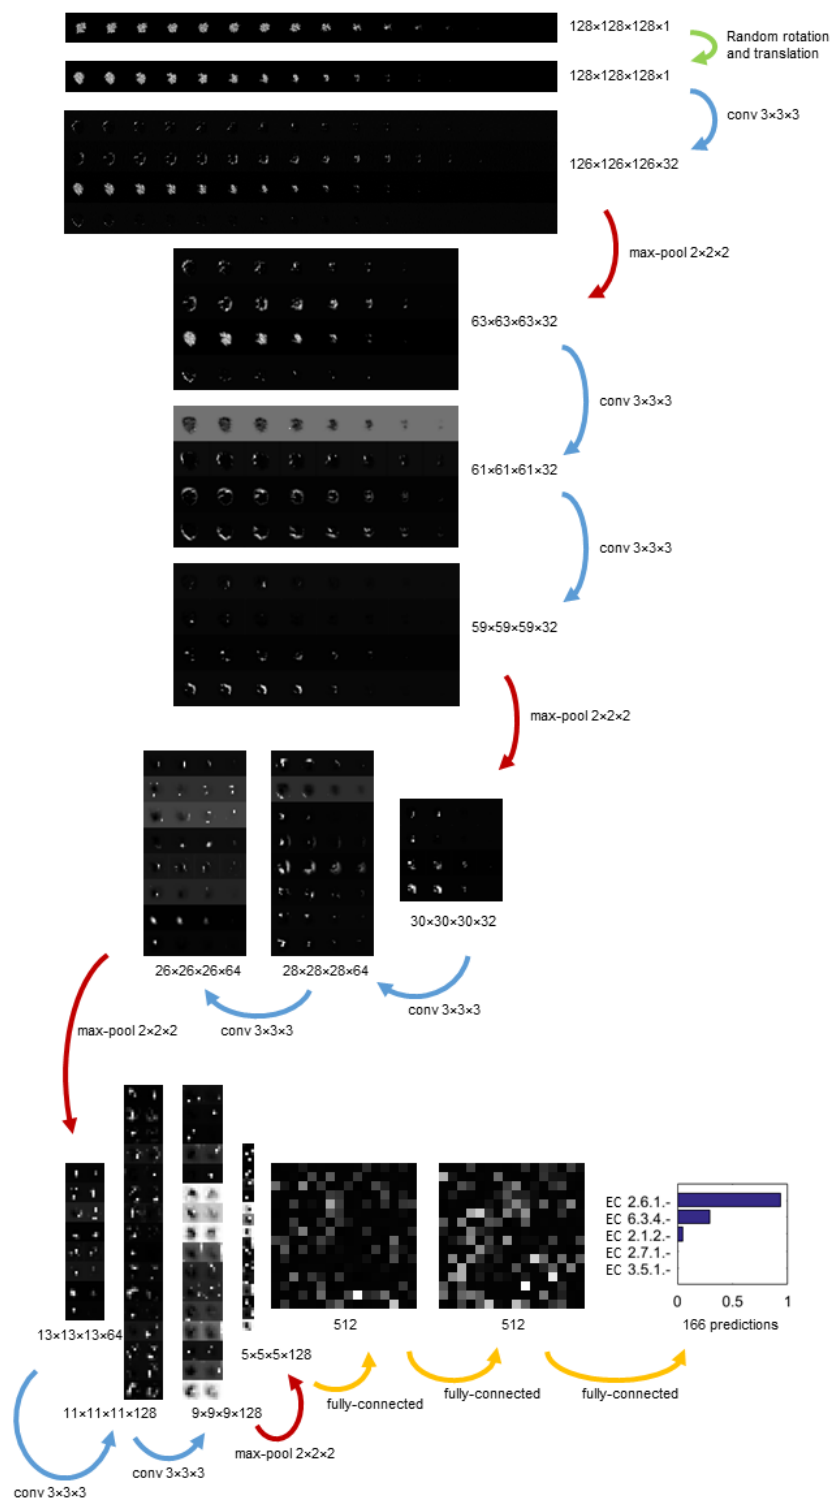 128×128×128×1
Random rotation
and translation
128×128×128×1
conv 3×3×3
126×126×126×32
max-pool 2×2×2
63×63×63×32
conv 3×3×3
61×61×61×32
conv 3×3×3
59×59×59×32
max-pool 2×2×2
30×30×30×32
26×26×26×64
28×28×28×64
conv 3×3×3
conv 3×3×3
max-pool 2×2×2
EC 2.6.1.-
EC 6.3.4.-
EC 2.1.2.-
EC 2.7.1.-
EC 3.5.1.-
0 0.5 1
166 predictions
512
512
13×13×13×64
5×5×5×128
fully-connected
fully-connected
fully-connected
11×11×11×128
9×9×9×128
max-pool 2×2×2
conv 3×3×3
conv 3×3×3